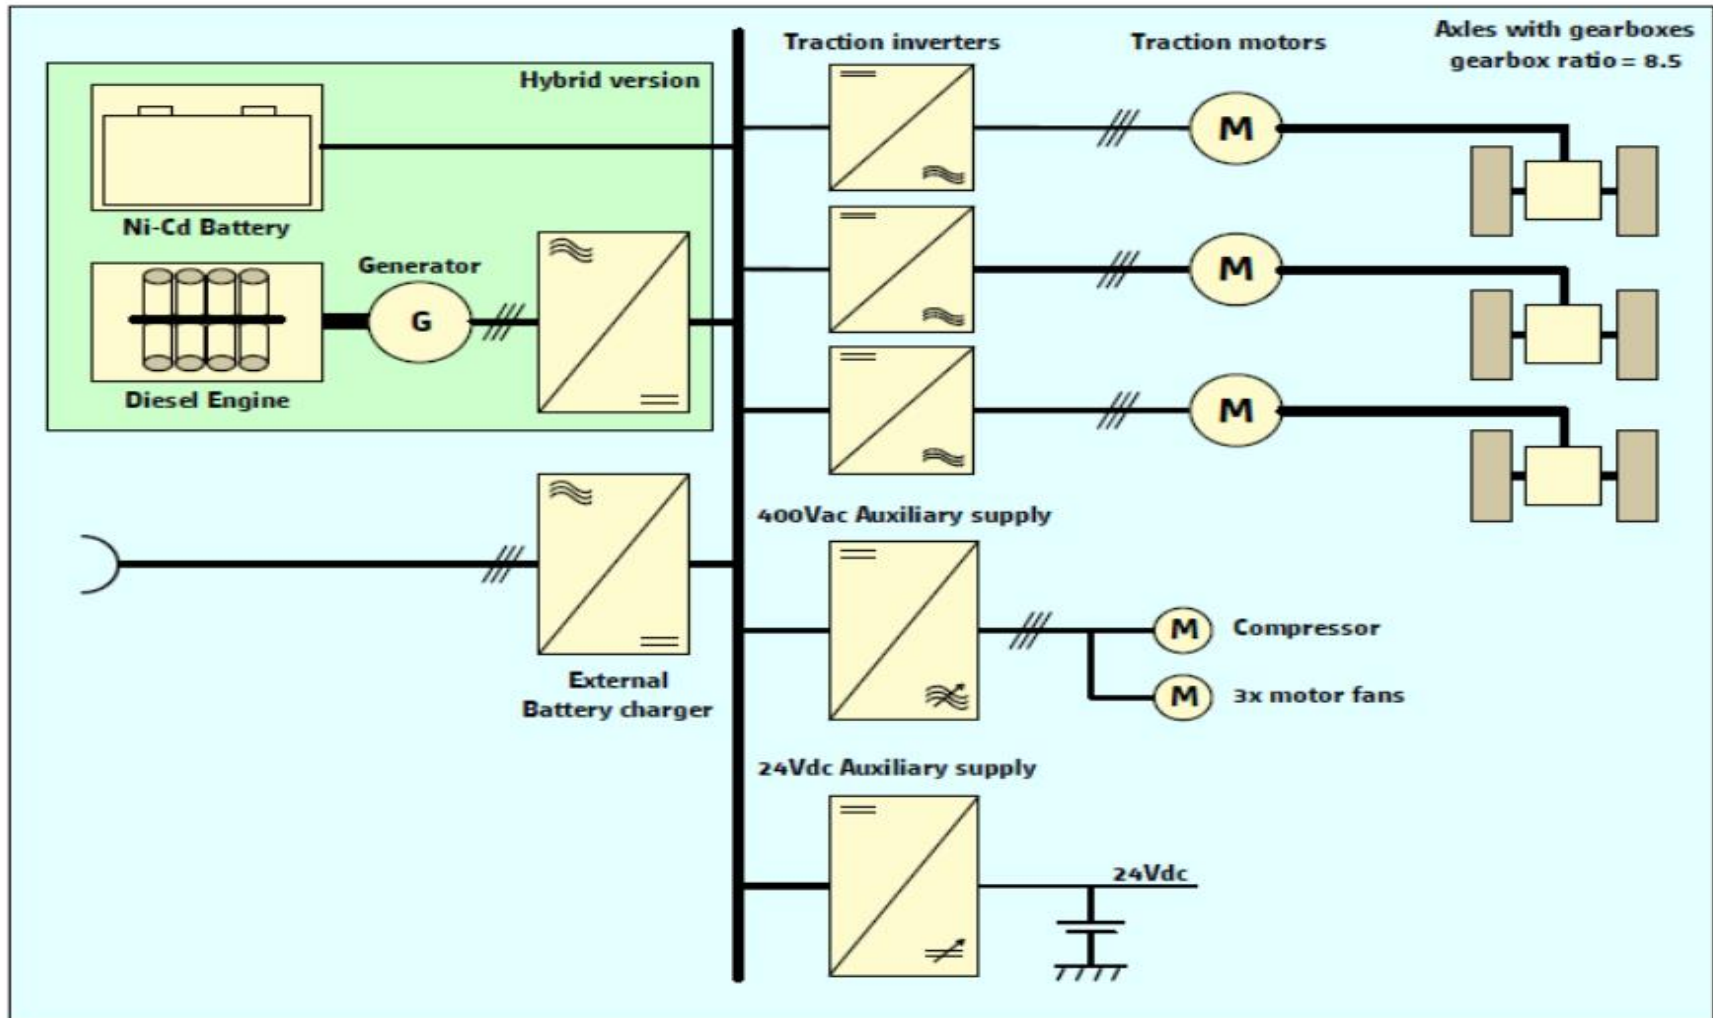 Hybrid version
Ni-Cd Battery
Generator
G
Diesel Engine
External
Battery charger
Traction inverters
Traction motors
Axles with gearboxes
gearbox ratio = 8.5
M
M
M
400Vac Auxiliary supply
M
Compressor
M
3x motor fans
24Vdc Auxiliary supply
24Vdc